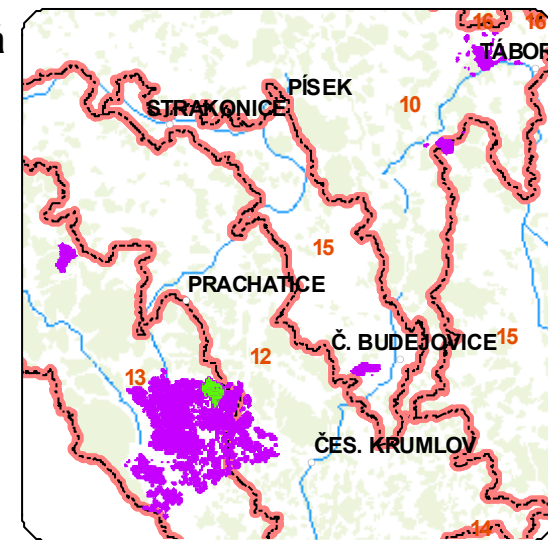 16
16
TÁBOR
á
PÍSEK
STRAKONICE
10
15
PRACHATICE
Č. BUDĚJOVICE
15
12
13
ČES. KRUMLOV
14